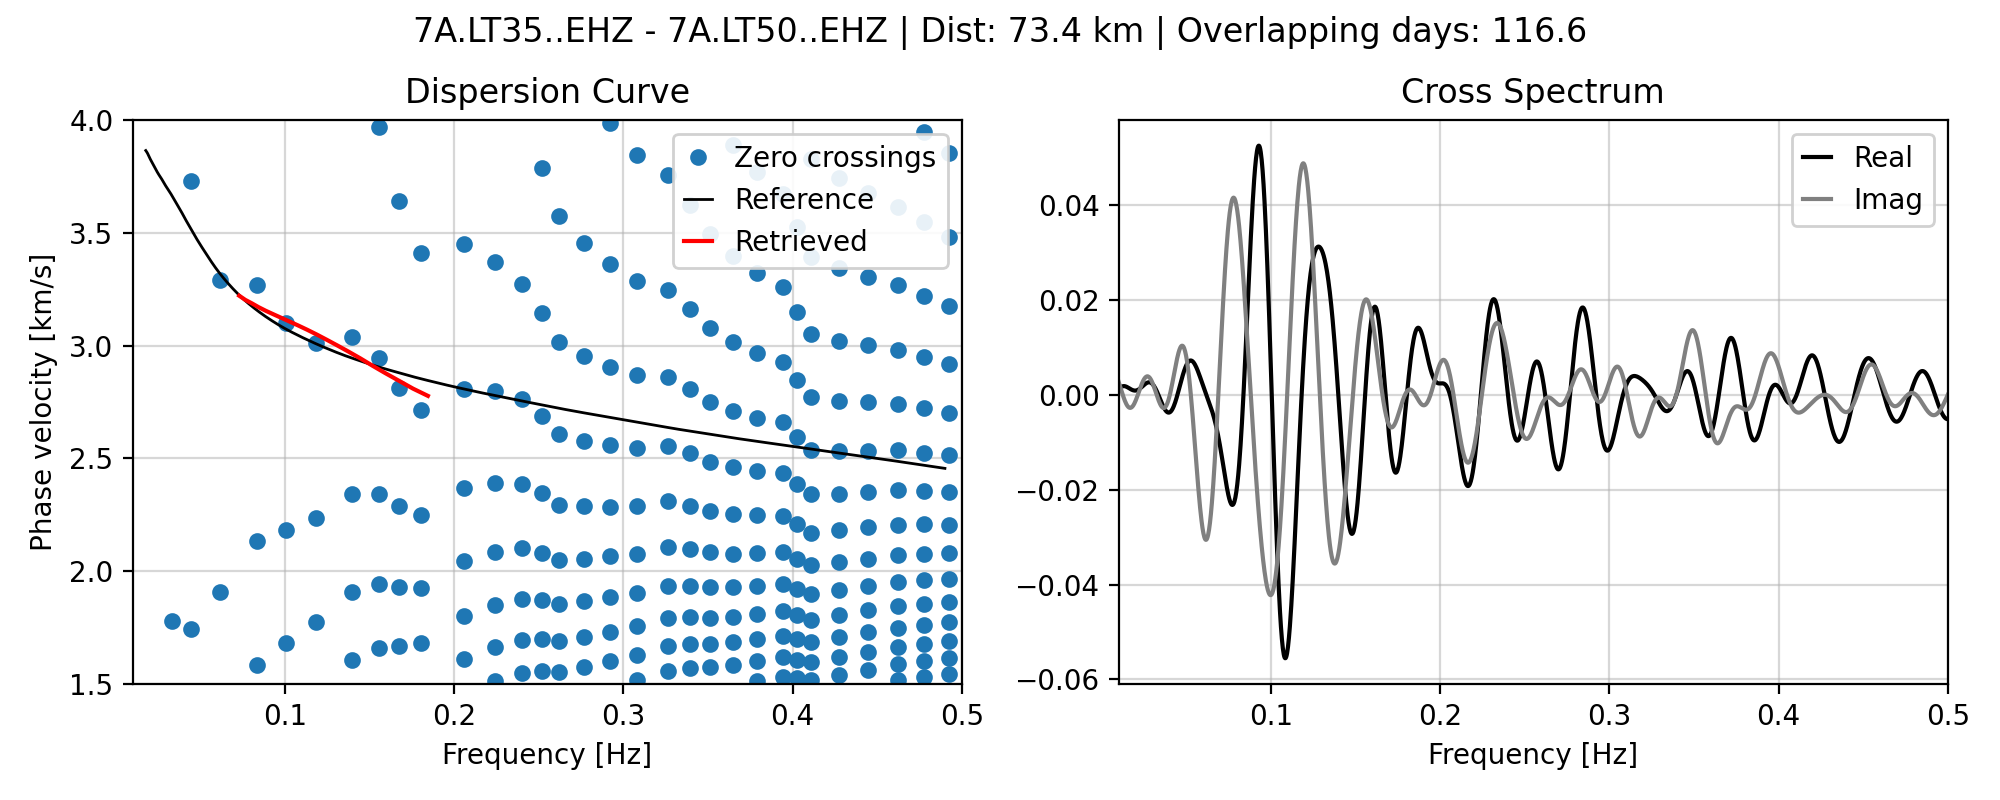 7A.LT35..EHZ - 7A.LT50..EHZ | Dist: 73.4 km | Overlapping days: 116.6
Dispersion Curve
Phase velocity [km/s]
4.0
3.5
3.0
2.5
2.0
1.5
0.1
0.2
0.3
0.4
0.5
Frequency [Hz]
Zero crossings
Reference
Retrieved
Cross Spectrum
0.04
0.02
0.00
−0.02
−0.04
−0.06
0.1
0.2
0.3
0.4
0.5
Frequency [Hz]
Real
Imag